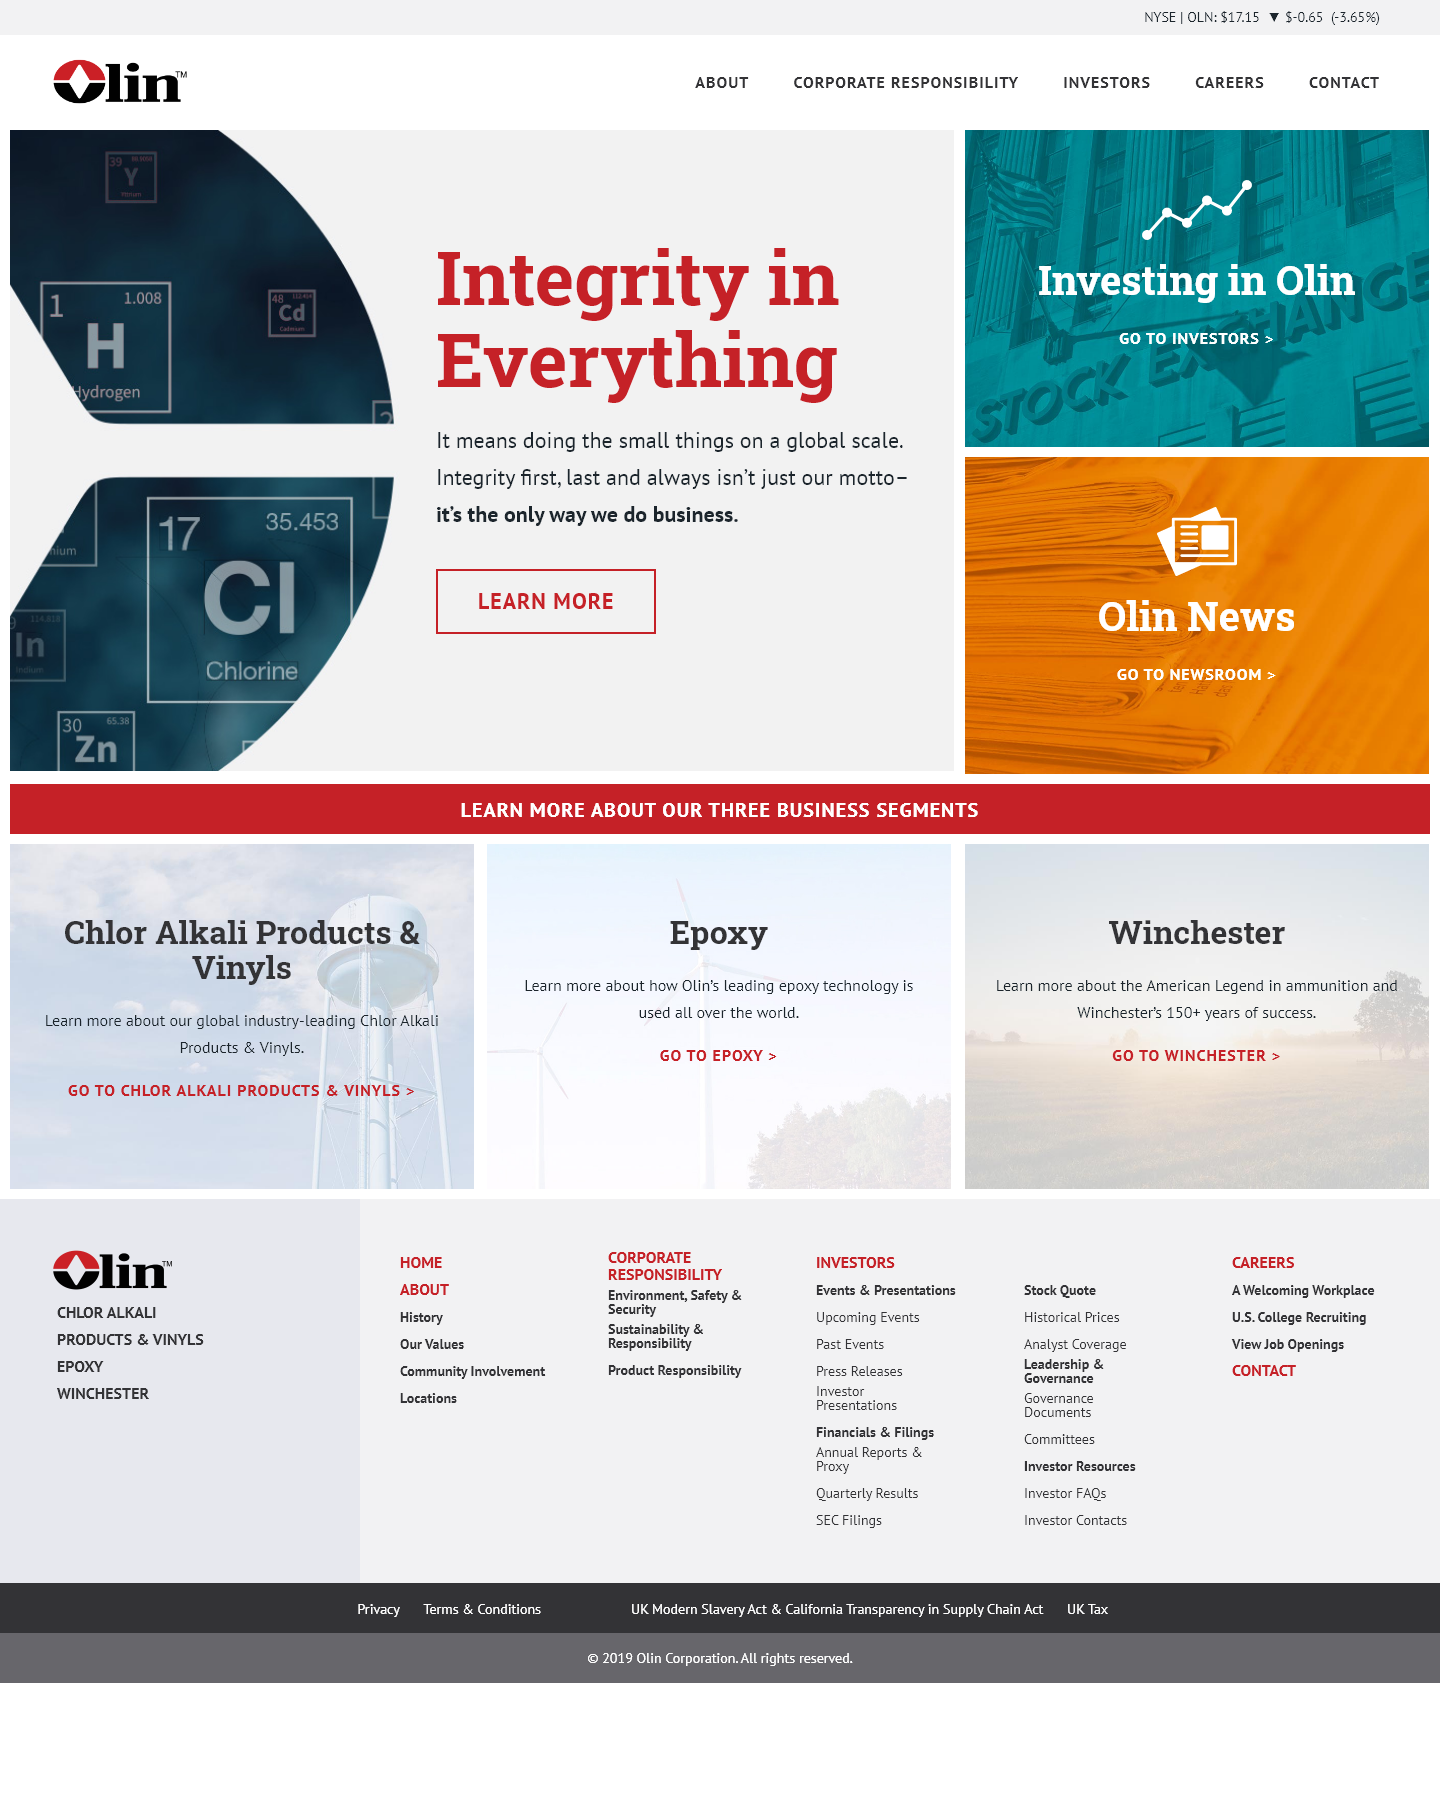 NYSE | OLN: $17.15 ▼ $-0.65 (-3.65%)
Olin™
ABOUT CORPORATE RESPONSIBILITY INVESTORS CAREERS CONTACT
39 88.9059
Y
Yttrium
1 1.008
H
Hydrogen
48 112.414
Cd
Cadmium
17 35.453
Cl
Chlorine
114.818
In
Indium
30 65.38
Zn
Integrity in
Everything
It means doing the small things on a global scale.
Integrity first, last and always isn’t just our motto–
it’s the only way we do business.
LEARN MORE
STOCK EXCHANGE
Investing in Olin
GO TO INVESTORS >
Olin News
GO TO NEWSROOM >
LEARN MORE ABOUT OUR THREE BUSINESS SEGMENTS
Chlor Alkali Products &
Vinyls
Learn more about our global industry-leading Chlor Alkali
Products & Vinyls.
GO TO CHLOR ALKALI PRODUCTS & VINYLS >
Epoxy
Learn more about how Olin’s leading epoxy technology is
used all over the world.
GO TO EPOXY >
Winchester
Learn more about the American Legend in ammunition and
Winchester’s 150+ years of success.
GO TO WINCHESTER >
Olin™
CHLOR ALKALI
PRODUCTS & VINYLS
EPOXY
WINCHESTER
HOME
ABOUT
History
Our Values
Community Involvement
Locations
CORPORATE
RESPONSIBILITY
Environment, Safety &
Security
Sustainability &
Responsibility
Product Responsibility
INVESTORS
Events & Presentations
Upcoming Events
Past Events
Press Releases
Investor
Presentations
Financials & Filings
Annual Reports &
Proxy
Quarterly Results
SEC Filings
Stock Quote
Historical Prices
Analyst Coverage
Leadership &
Governance
Governance
Documents
Committees
Investor Resources
Investor FAQs
Investor Contacts
CAREERS
A Welcoming Workplace
U.S. College Recruiting
View Job Openings
CONTACT
Privacy Terms & Conditions UK Modern Slavery Act & California Transparency in Supply Chain Act UK Tax
© 2019 Olin Corporation. All rights reserved.